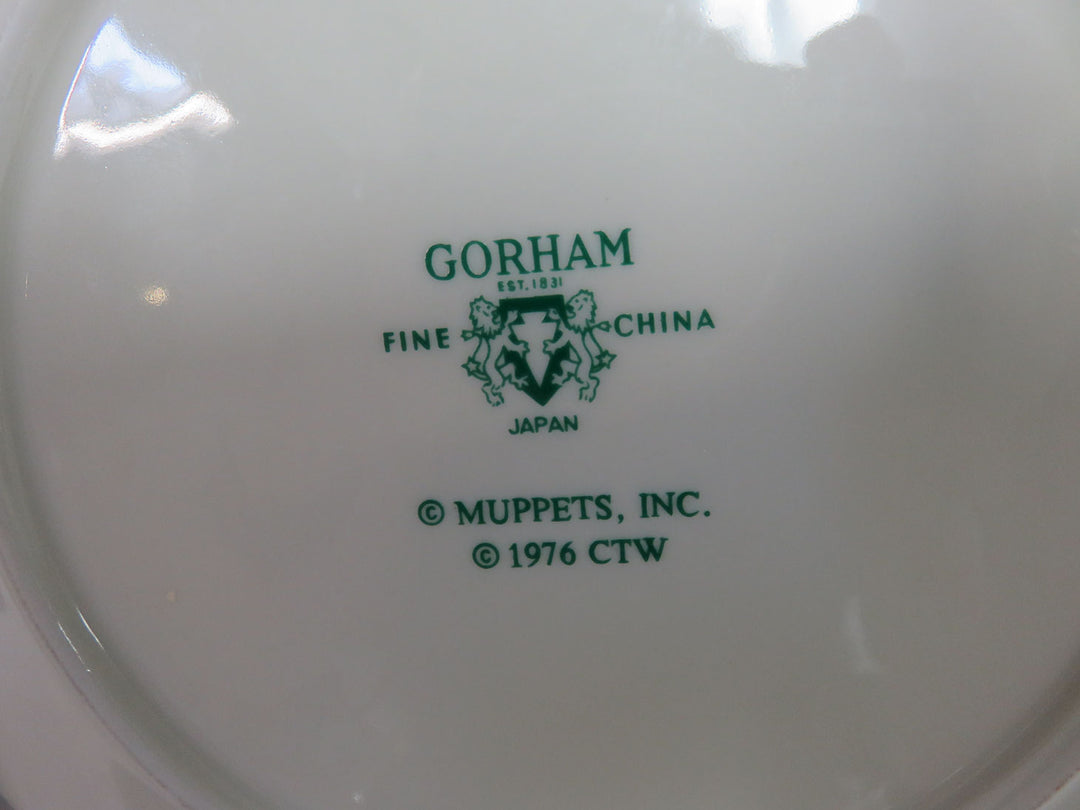 GORHAM
EST. 1831
FINE CHINA
JAPAN
© MUPPETS, INC.
© 1976 CTW